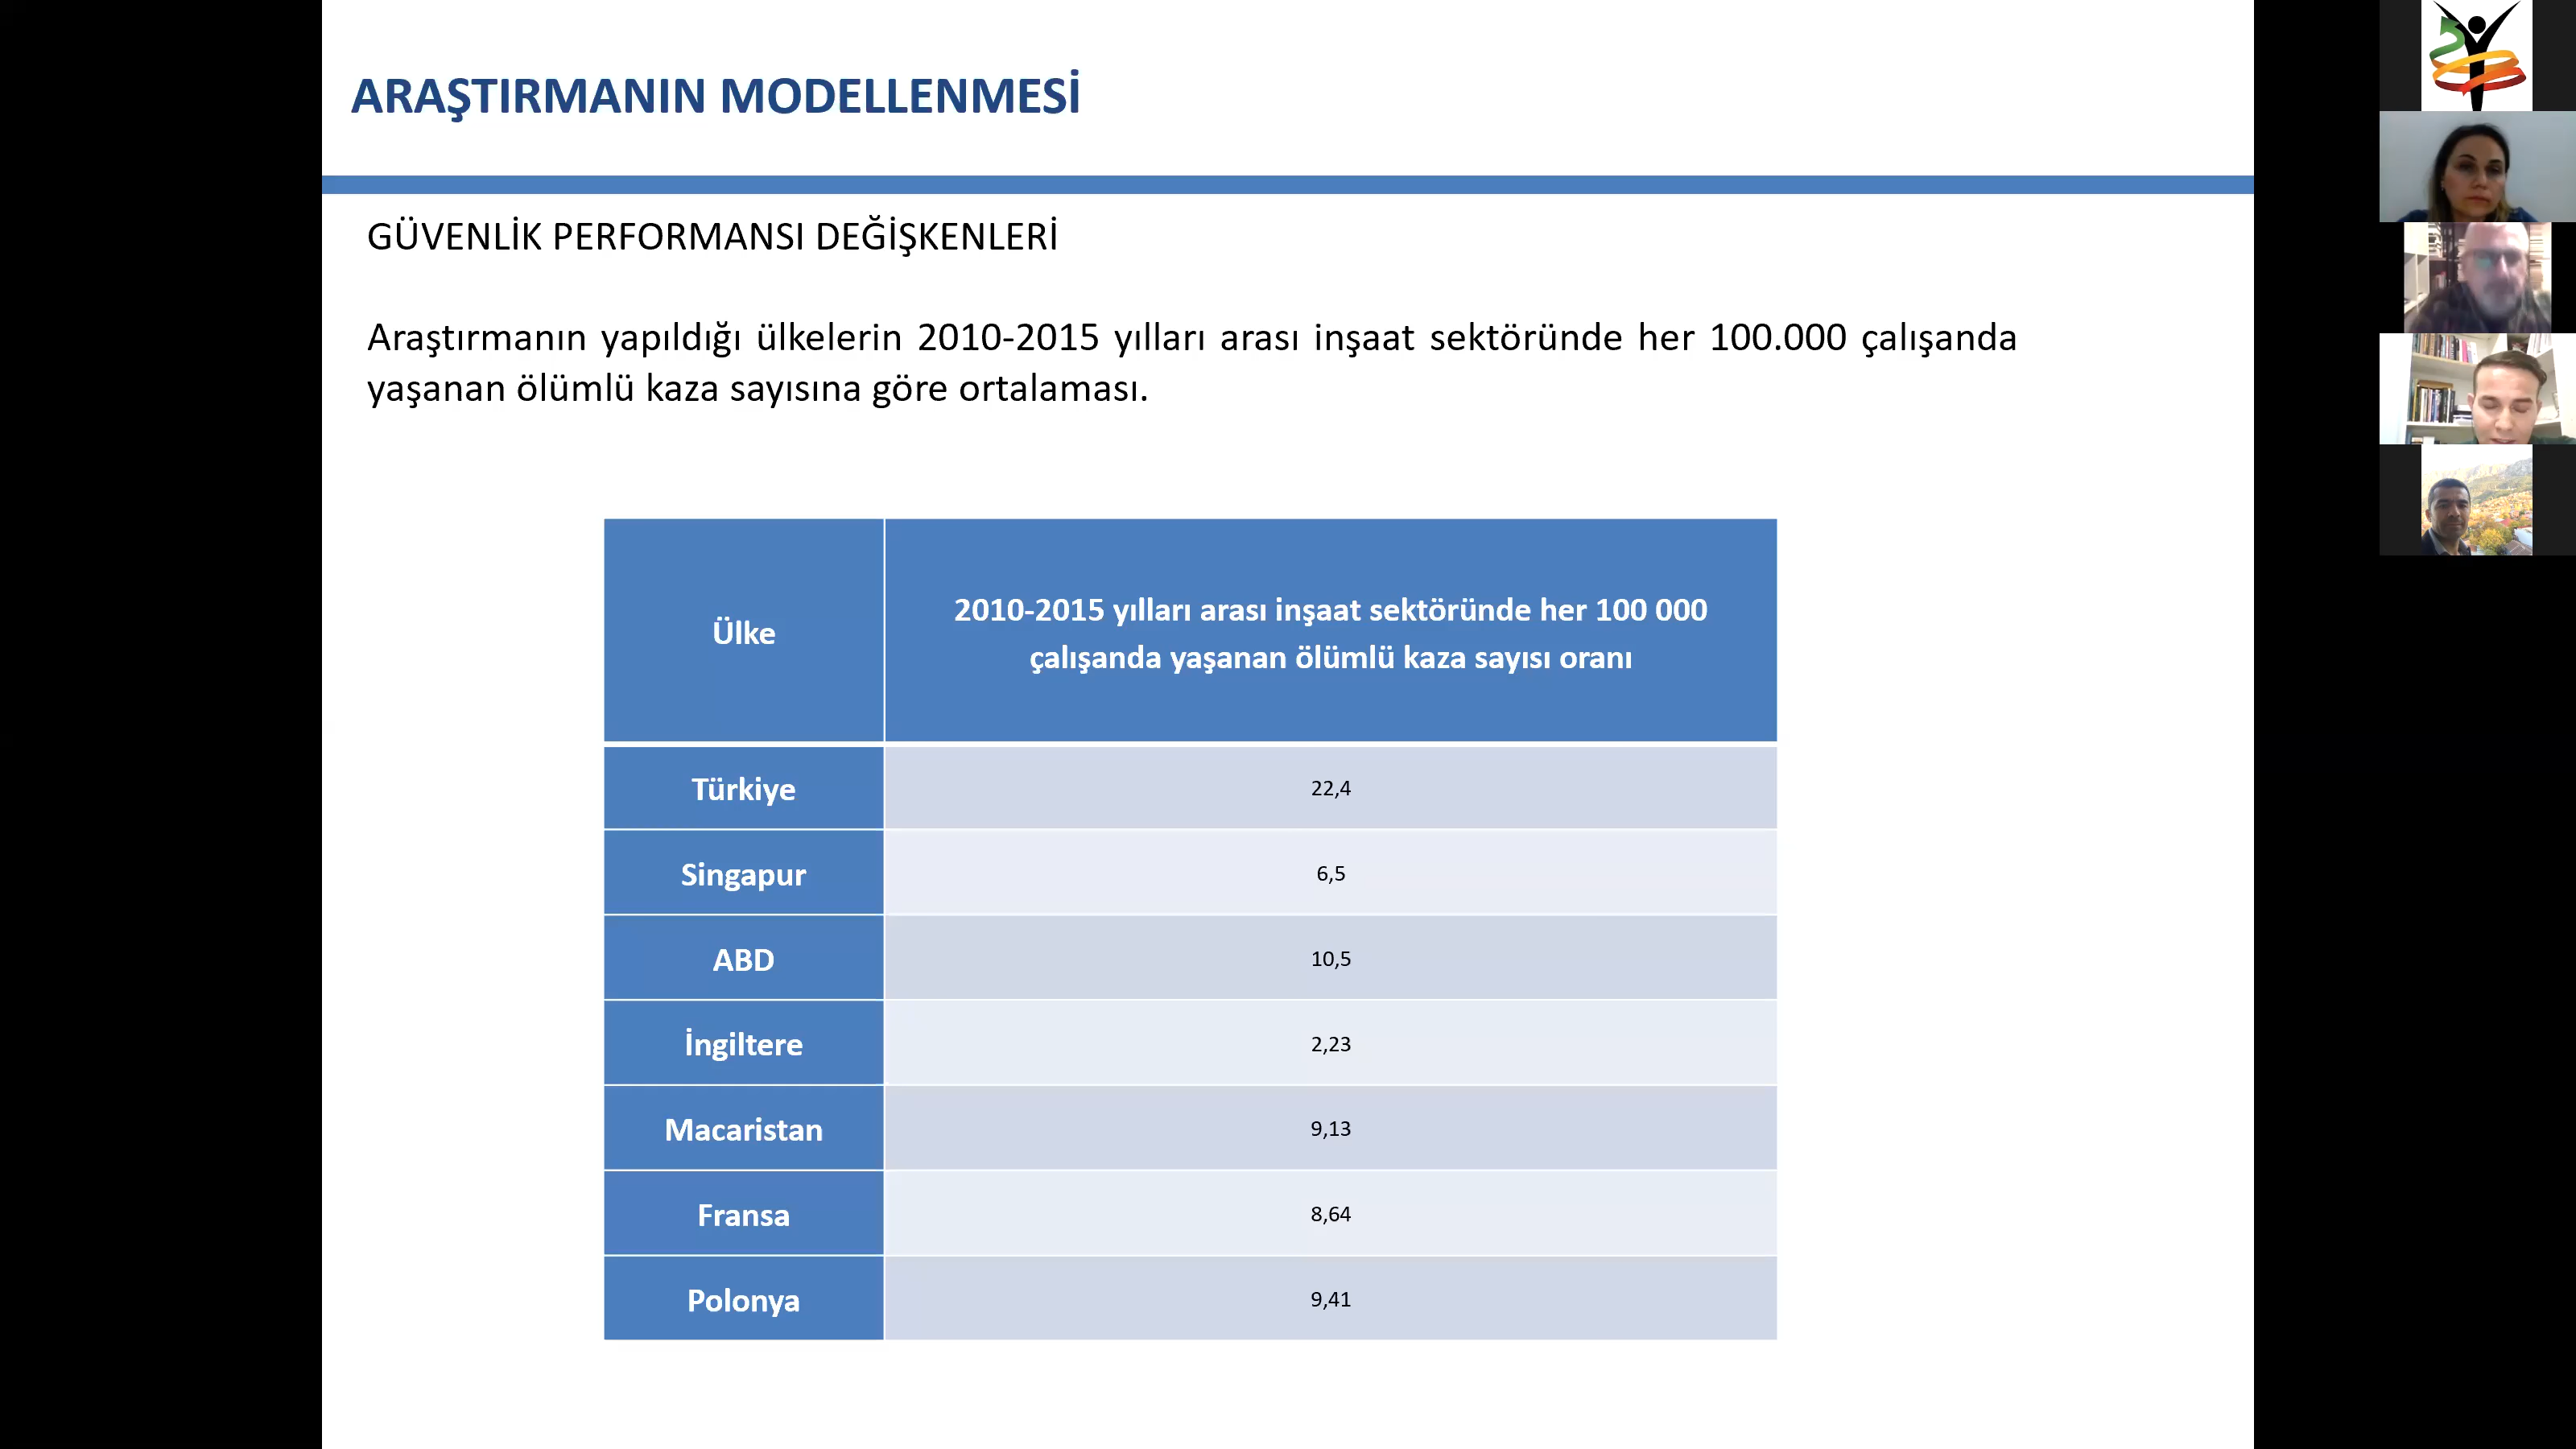 ARAŞTIRMANIN MODELLENMESİ
GÜVENLİK PERFORMANSI DEĞİŞKENLERİ
Araştırmanın yapıldığı ülkelerin 2010-2015 yılları arası inşaat sektöründe her 100.000 çalışanda
yaşanan ölümlü kaza sayısına göre ortalaması.
Ülke
2010-2015 yılları arası inşaat sektöründe her 100 000
çalışanda yaşanan ölümlü kaza sayısı oranı
Türkiye
22,4
Singapur
6,5
ABD
10,5
İngiltere
2,23
Macaristan
9,13
Fransa
8,64
Polonya
9,41